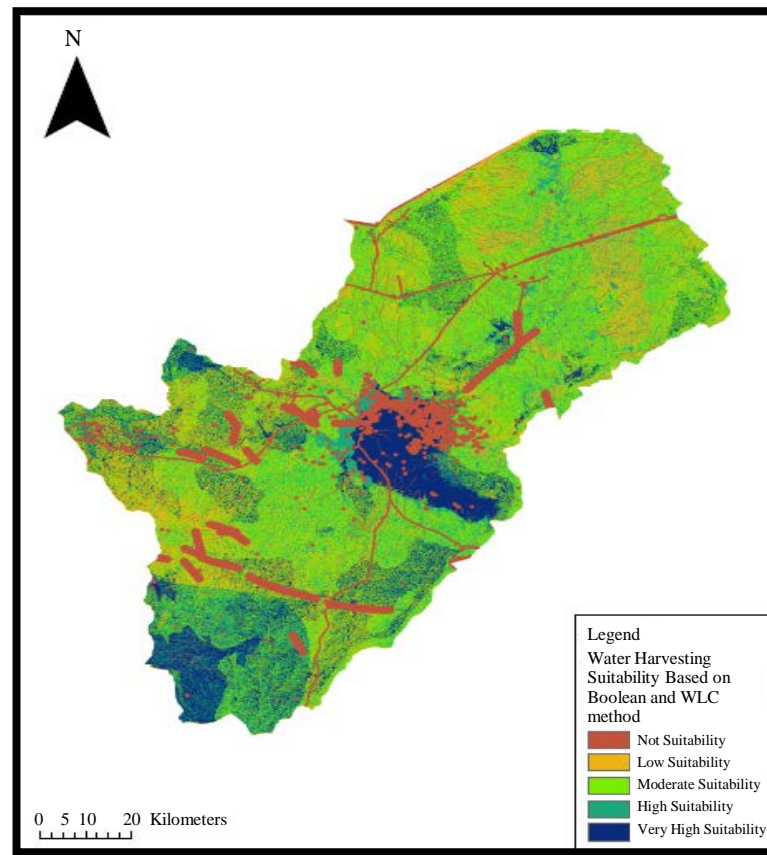 N
Legend
Water Harvesting
Suitability Based on
Boolean and WLC
method
Not Suitability
Low Suitability
Moderate Suitability
High Suitability
Very High Suitability
0 5 10 20 Kilometers